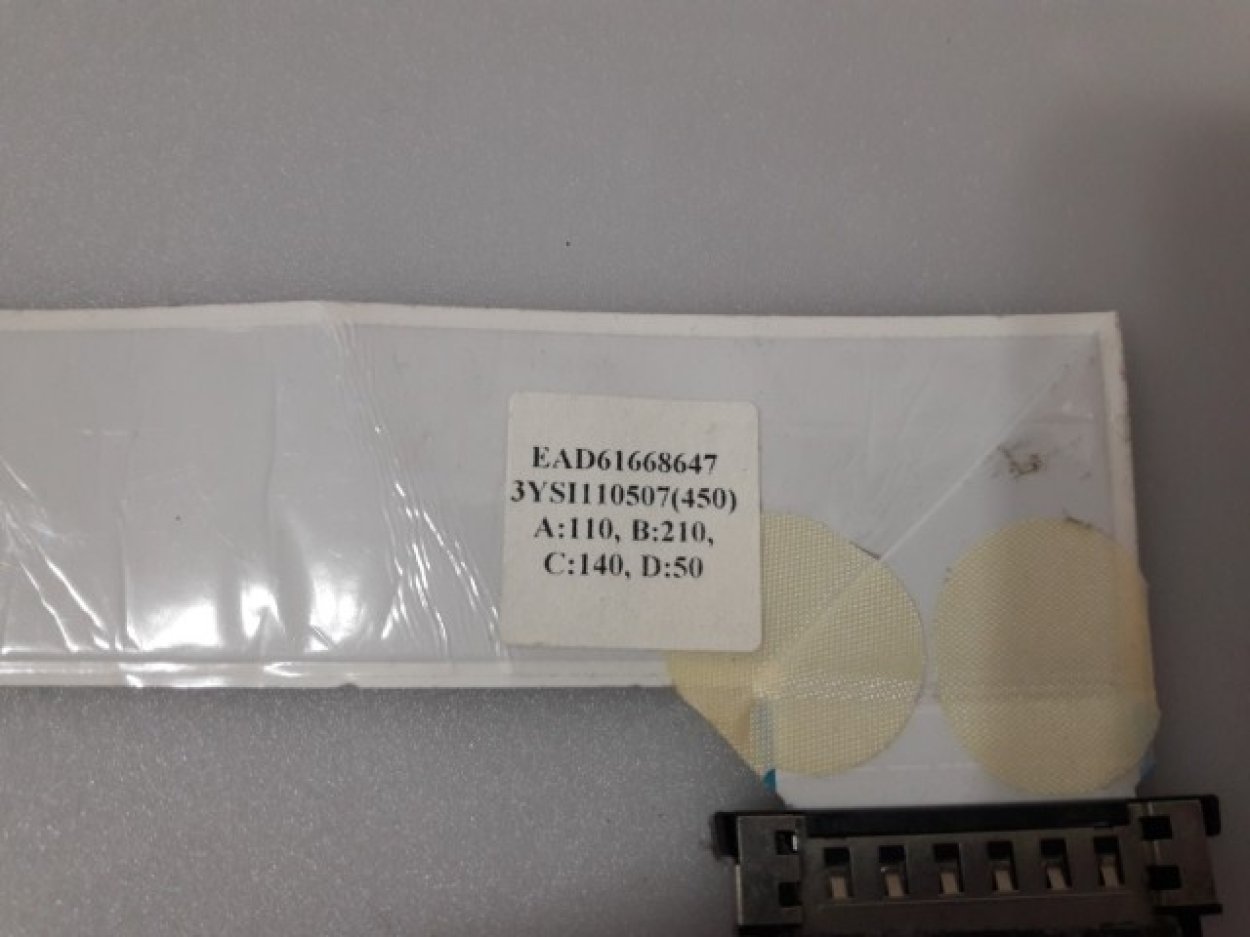 EAD61668647
3YSI110507(450)
A:110, B:210,
C:140, D:50